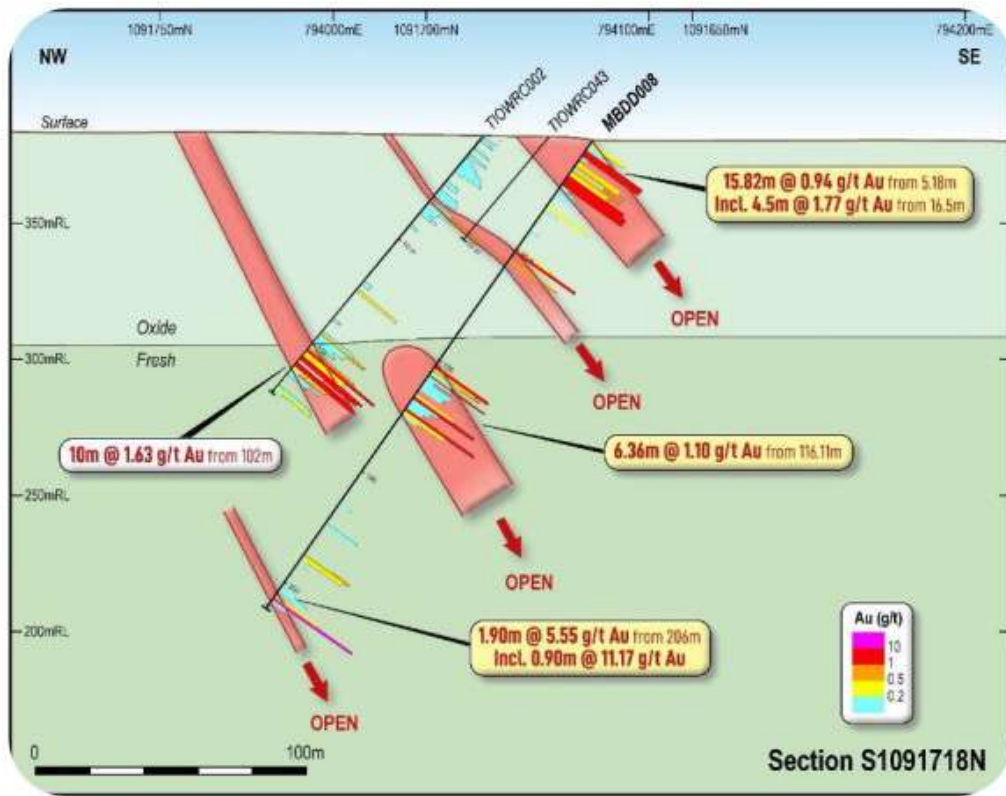 1091750mN 794000mE 1091700mN 794100mE 1091650mN 794200mE
NW
SE
TIOWRC002
TIOWRC043
MBDD008
Surface
15.82m @ 0.94 g/t Au from 5.18m
Incl. 4.5m @ 1.77 g/t Au from 16.5m
350mRL
OPEN
Oxide
300mRL
Fresh
OPEN
10m @ 1.63 g/t Au from 102m
6.36m @ 1.10 g/t Au from 116.11m
250mRL
OPEN
200mRL
1.90m @ 5.55 g/t Au from 206m
Incl. 0.90m @ 11.17 g/t Au
Au (g/t)
10
1
0.5
0.2
OPEN
0 100m
Section S1091718N